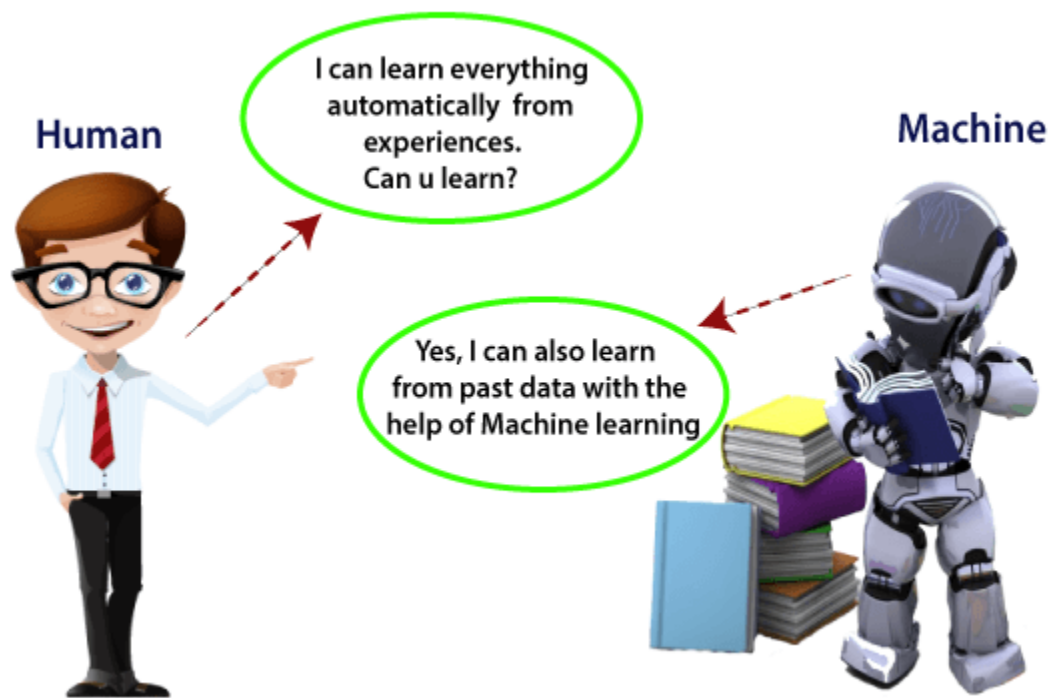 Human
I can learn everything
automatically from
experiences.
Can u learn?
Machine
Yes, I can also learn
from past data with the
help of Machine learning